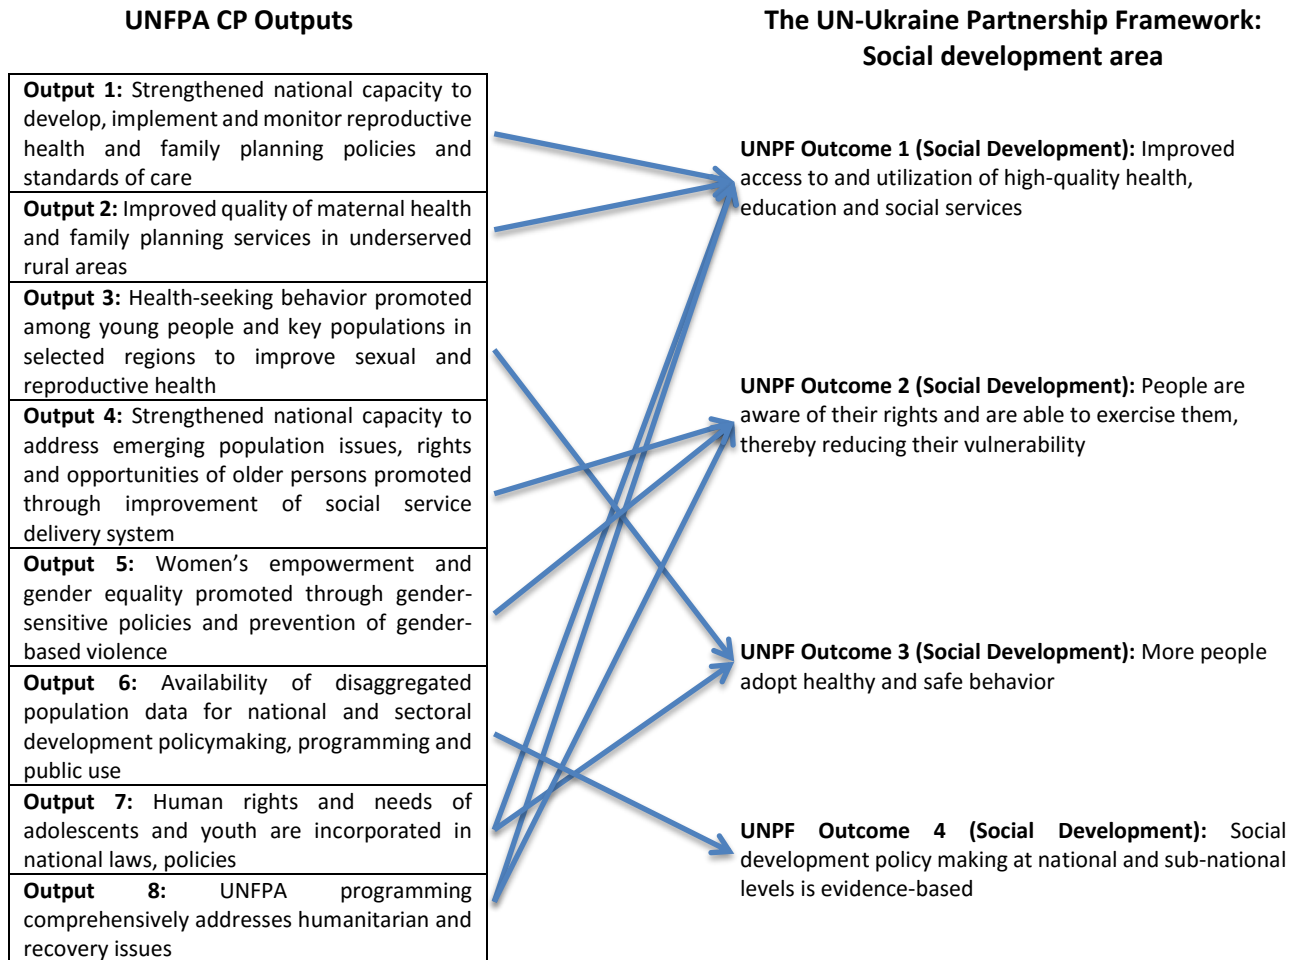 UNFPA CP Outputs
The UN-Ukraine Partnership Framework:
Social development area
Output 1: Strengthened national capacity to
develop, implement and monitor reproductive
health and family planning policies and
standards of care
Output 2: Improved quality of maternal health
and family planning services in underserved
rural areas
Output 3: Health-seeking behavior promoted
among young people and key populations in
selected regions to improve sexual and
reproductive health
Output 4: Strengthened national capacity to
address emerging population issues, rights
and opportunities of older persons promoted
through improvement of social service
delivery system
Output 5: Women’s empowerment and
gender equality promoted through gender-
sensitive policies and prevention of gender-
based violence
Output 6: Availability of disaggregated
population data for national and sectoral
development policymaking, programming and
public use
Output 7: Human rights and needs of
adolescents and youth are incorporated in
national laws, policies
Output 8: UNFPA programming
comprehensively addresses humanitarian and
recovery issues
UNPF Outcome 1 (Social Development): Improved
access to and utilization of high-quality health,
education and social services
UNPF Outcome 2 (Social Development): People are
aware of their rights and are able to exercise them,
thereby reducing their vulnerability
UNPF Outcome 3 (Social Development): More people
adopt healthy and safe behavior
UNPF Outcome 4 (Social Development): Social
development policy making at national and sub-national
levels is evidence-based